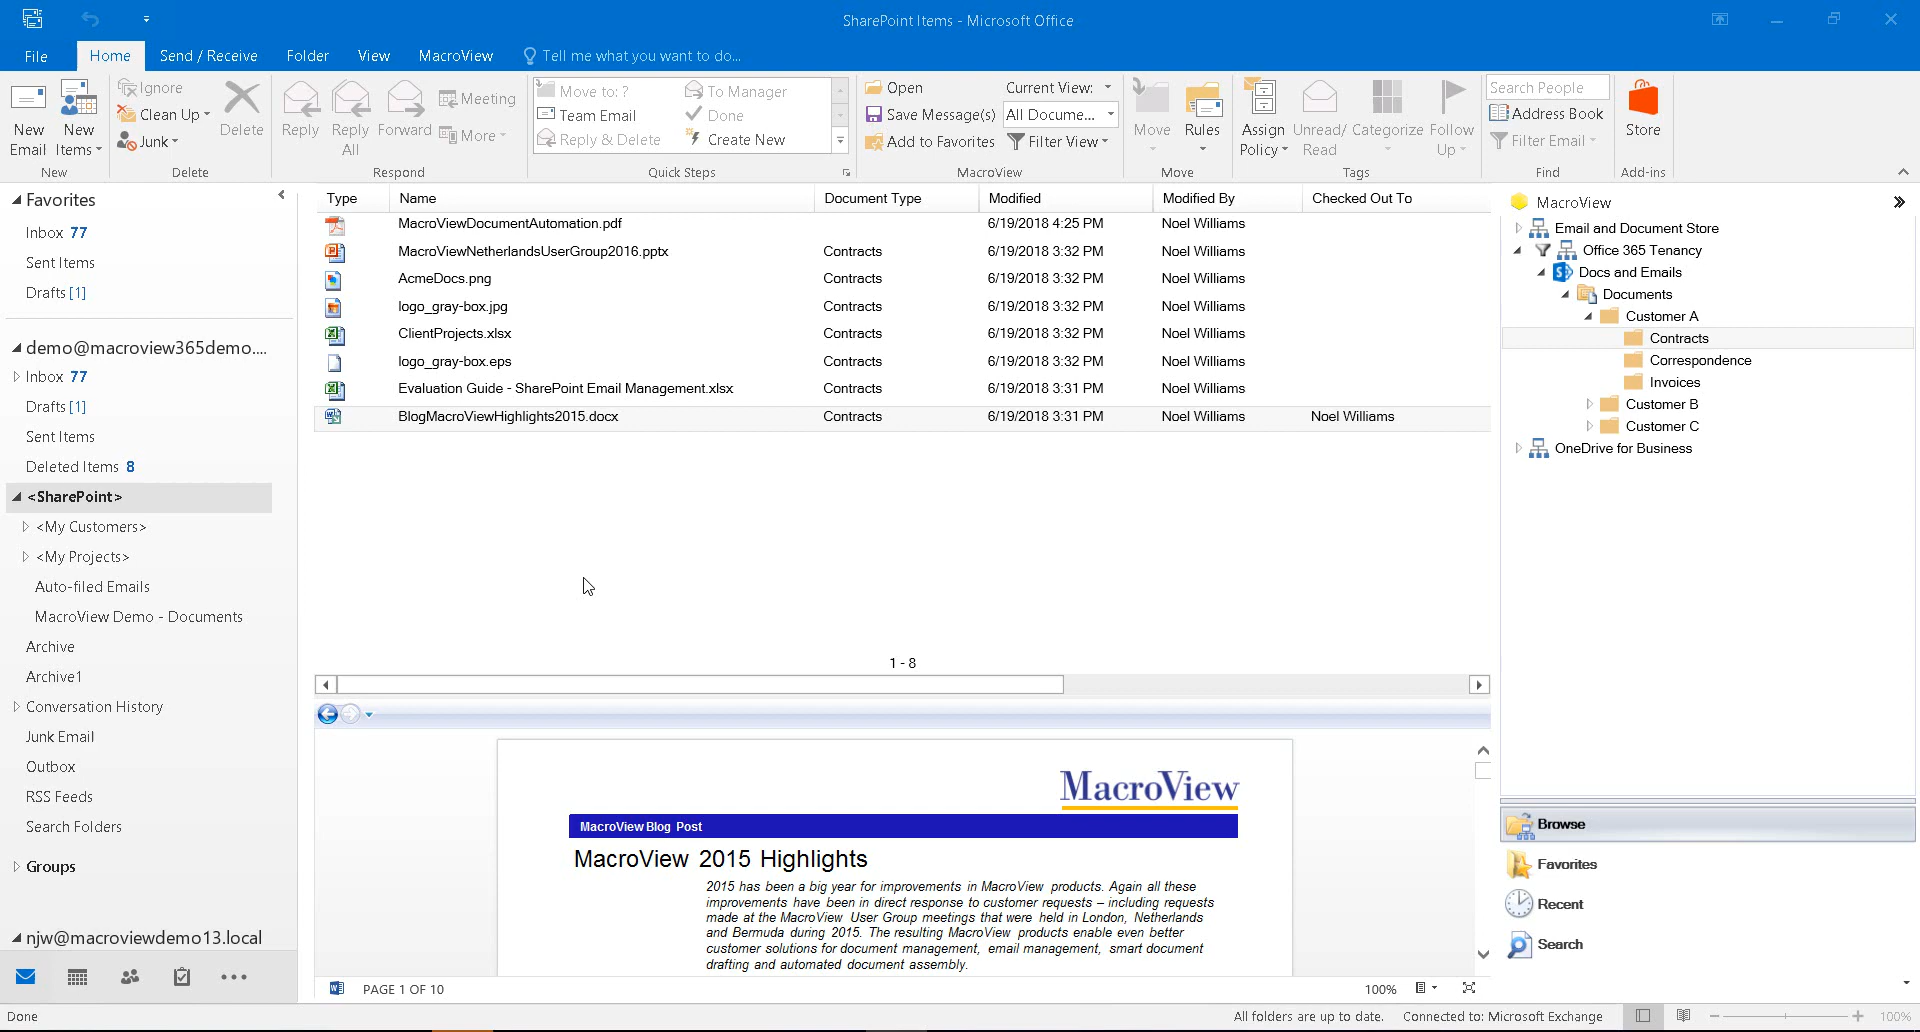 SharePoint Items - Microsoft Office
File Home Send / Receive Folder View MacroView Tell me what you want to do...
New Email
New Items
New
Ignore
Clean Up
Junk
Delete
Delete
Reply
Reply All
Forward
Meeting
More
Respond
Move to: ?
Team Email
Reply & Delete
To Manager
Done
Create New
Quick Steps
Open
Save Message(s)
Add to Favorites
Current View:
All Docume...
Filter View
MacroView
Move
Rules
Move
Assign Policy
Unread/ Read
Categorize
Follow Up
Tags
Search People
Address Book
Filter Email
Find
Store
Add-ins
Favorites
Inbox 77
Sent Items
Drafts [1]
demo@macroview365demo....
Inbox 77
Drafts [1]
Sent Items
Deleted Items 8
<SharePoint>
<My Customers>
<My Projects>
Auto-filed Emails
MacroView Demo - Documents
Archive
Archive1
Conversation History
Junk Email
Outbox
RSS Feeds
Search Folders
Groups
njw@macroviewdemo13.local
Type Name Document Type Modified Modified By Checked Out To
MacroViewDocumentAutomation.pdf 6/19/2018 4:25 PM Noel Williams
MacroViewNetherlandsUserGroup2016.pptx Contracts 6/19/2018 3:32 PM Noel Williams
AcmeDocs.png Contracts 6/19/2018 3:32 PM Noel Williams
logo_gray-box.jpg Contracts 6/19/2018 3:32 PM Noel Williams
ClientProjects.xlsx Contracts 6/19/2018 3:32 PM Noel Williams
logo_gray-box.eps Contracts 6/19/2018 3:32 PM Noel Williams
Evaluation Guide - SharePoint Email Management.xlsx Contracts 6/19/2018 3:31 PM Noel Williams
BlogMacroViewHighlights2015.docx Contracts 6/19/2018 3:31 PM Noel Williams Noel Williams
1 - 8
MacroView
MacroView Blog Post
MacroView 2015 Highlights
2015 has been a big year for improvements in MacroView products. Again all these
improvements have been in direct response to customer requests – including requests
made at the MacroView User Group meetings that were held in London, Netherlands
and Bermuda during 2015. The resulting MacroView products enable even better
customer solutions for document management, email management, smart document
drafting and automated document assembly.
PAGE 1 OF 10
100%
MacroView
Email and Document Store
Office 365 Tenancy
Docs and Emails
Documents
Customer A
Contracts
Correspondence
Invoices
Customer B
Customer C
OneDrive for Business
Browse
Favorites
Recent
Search
Done
All folders are up to date. Connected to: Microsoft Exchange
100%